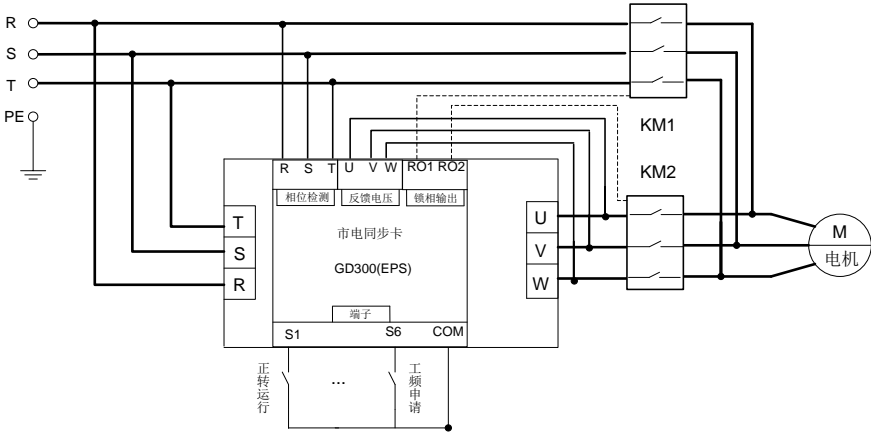 R
S
T
PE
KM1
KM2
R S T U V W RO1 RO2
相位检测 反馈电压 锁相输出
T
S
R
市电同步卡
GD300(EPS)
端子
S1 S6 COM
U
V
W
M
电机
正转运行
...
工频申请